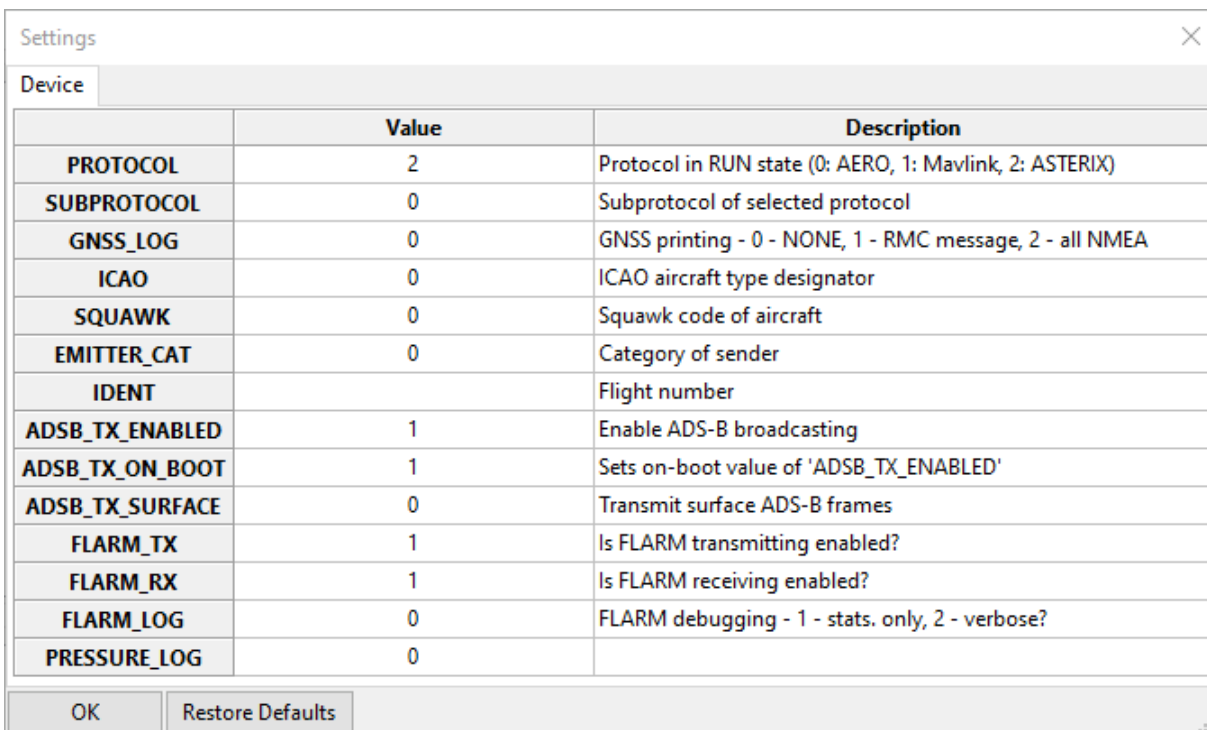 Settings
Device
Value Description
PROTOCOL 2 Protocol in RUN state (0: AERO, 1: Mavlink, 2: ASTERIX)
SUBPROTOCOL 0 Subprotocol of selected protocol
GNSS_LOG 0 GNSS printing - 0 - NONE, 1 - RMC message, 2 - all NMEA
ICAO 0 ICAO aircraft type designator
SQUAWK 0 Squawk code of aircraft
EMITTER_CAT 0 Category of sender
IDENT Flight number
ADSB_TX_ENABLED 1 Enable ADS-B broadcasting
ADSB_TX_ON_BOOT 1 Sets on-boot value of 'ADSB_TX_ENABLED'
ADSB_TX_SURFACE 0 Transmit surface ADS-B frames
FLARM_TX 1 Is FLARM transmitting enabled?
FLARM_RX 1 Is FLARM receiving enabled?
FLARM_LOG 0 FLARM debugging - 1 - stats. only, 2 - verbose?
PRESSURE_LOG 0
OK Restore Defaults